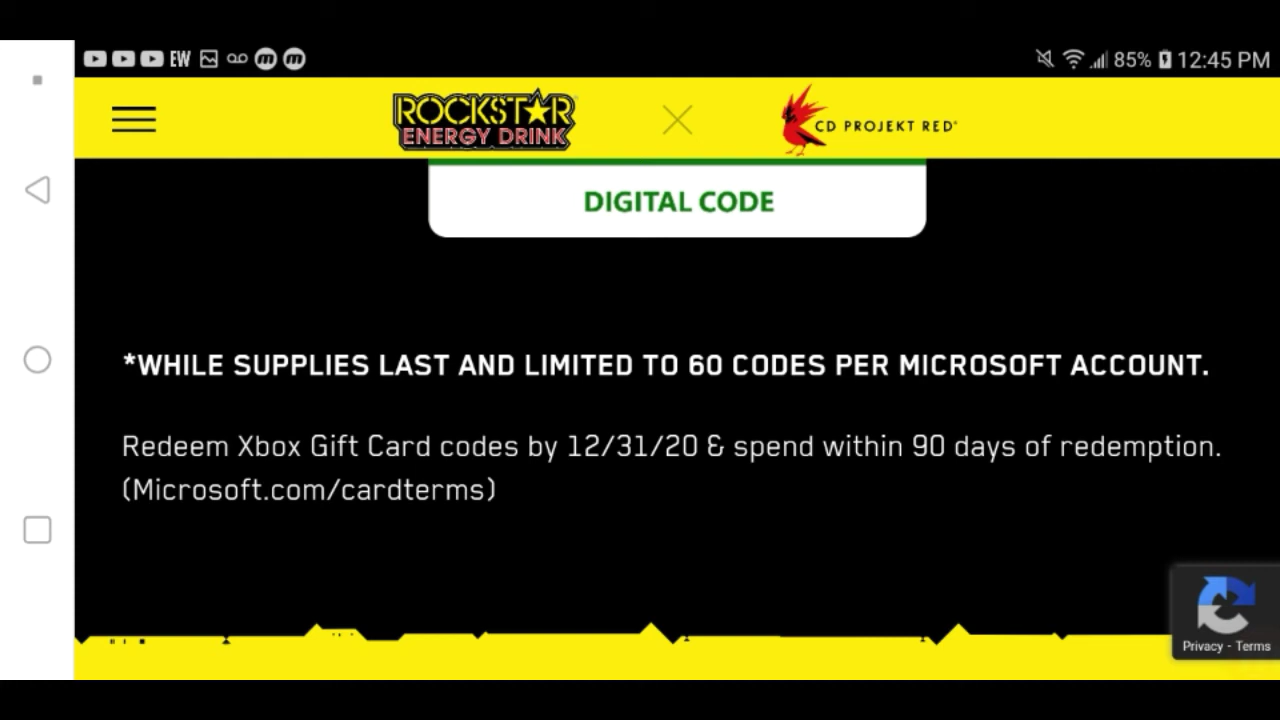 EW 85% 12:45 PM
ROCKSTAR
ENERGY DRINK
CD PROJEKT RED®
DIGITAL CODE
*WHILE SUPPLIES LAST AND LIMITED TO 60 CODES PER MICROSOFT ACCOUNT.
Redeem Xbox Gift Card codes by 12/31/20 & spend within 90 days of redemption.
(Microsoft.com/cardterms)
Privacy - Terms